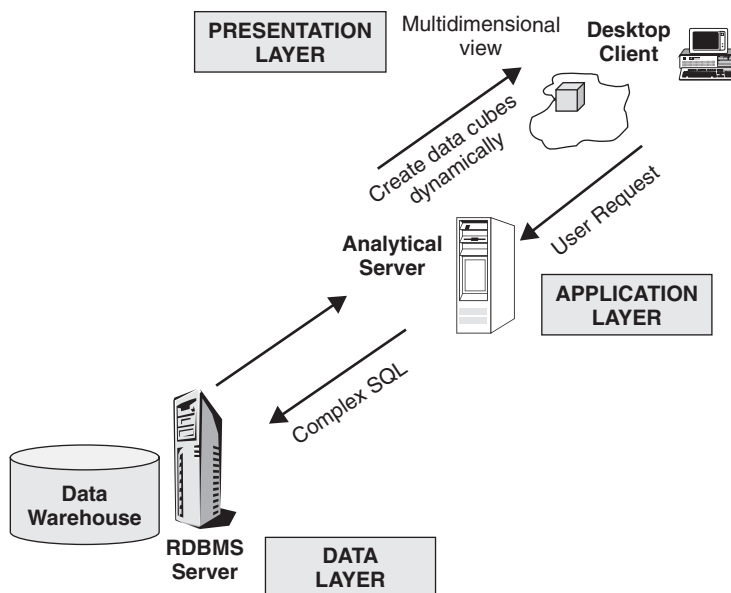 PRESENTATION
LAYER
Multidimensional
view
Desktop
Client
Create data cubes
dynamically
User Request
Analytical
Server
APPLICATION
LAYER
Complex SQL
Data
Warehouse
RDBMS
Server
DATA
LAYER